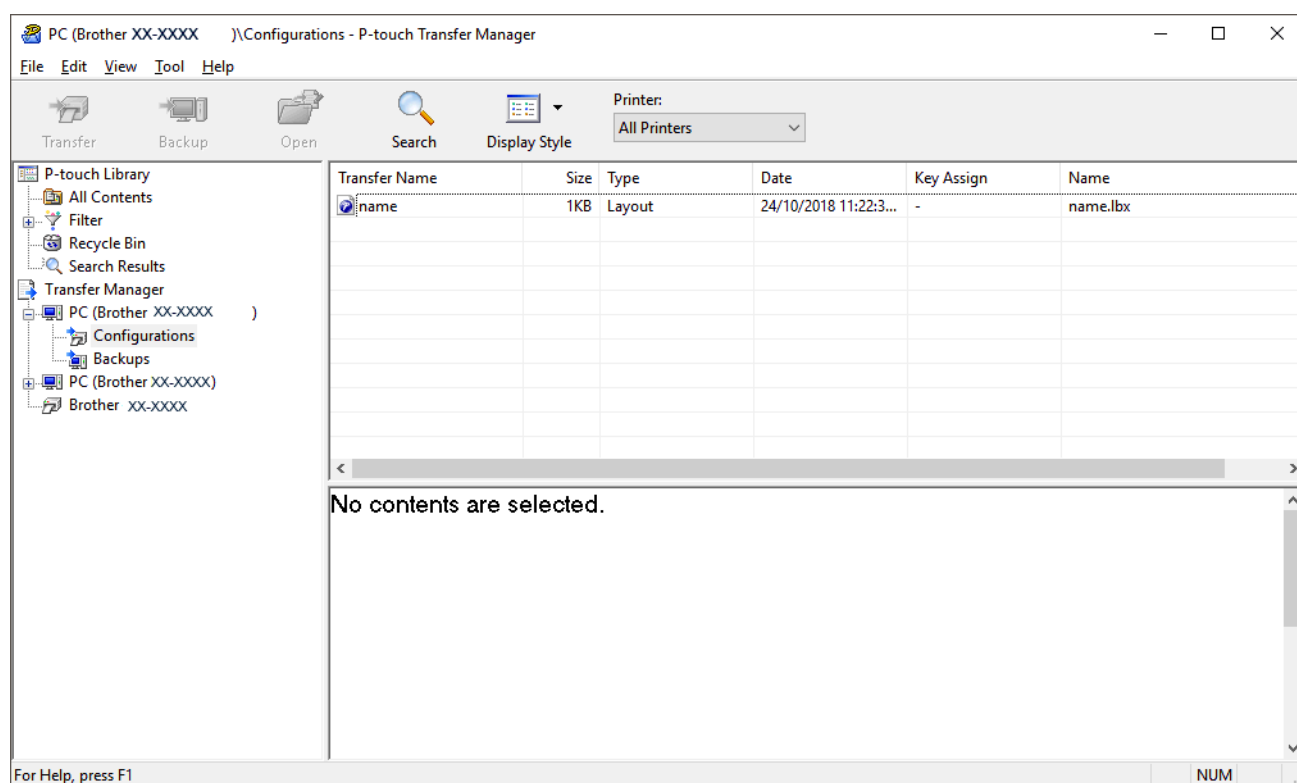 PC (Brother XX-XXXX )\Configurations - P-touch Transfer Manager
File Edit View Tool Help
Transfer Backup Open Search Display Style
Printer:
All Printers
P-touch Library
All Contents
Filter
Recycle Bin
Search Results
Transfer Manager
PC (Brother XX-XXXX )
Configurations
Backups
PC (Brother XX-XXXX)
Brother XX-XXXX
Transfer Name Size Type Date Key Assign Name
name 1KB Layout 24/10/2018 11:22:3... - name.lbx
No contents are selected.
For Help, press F1
NUM